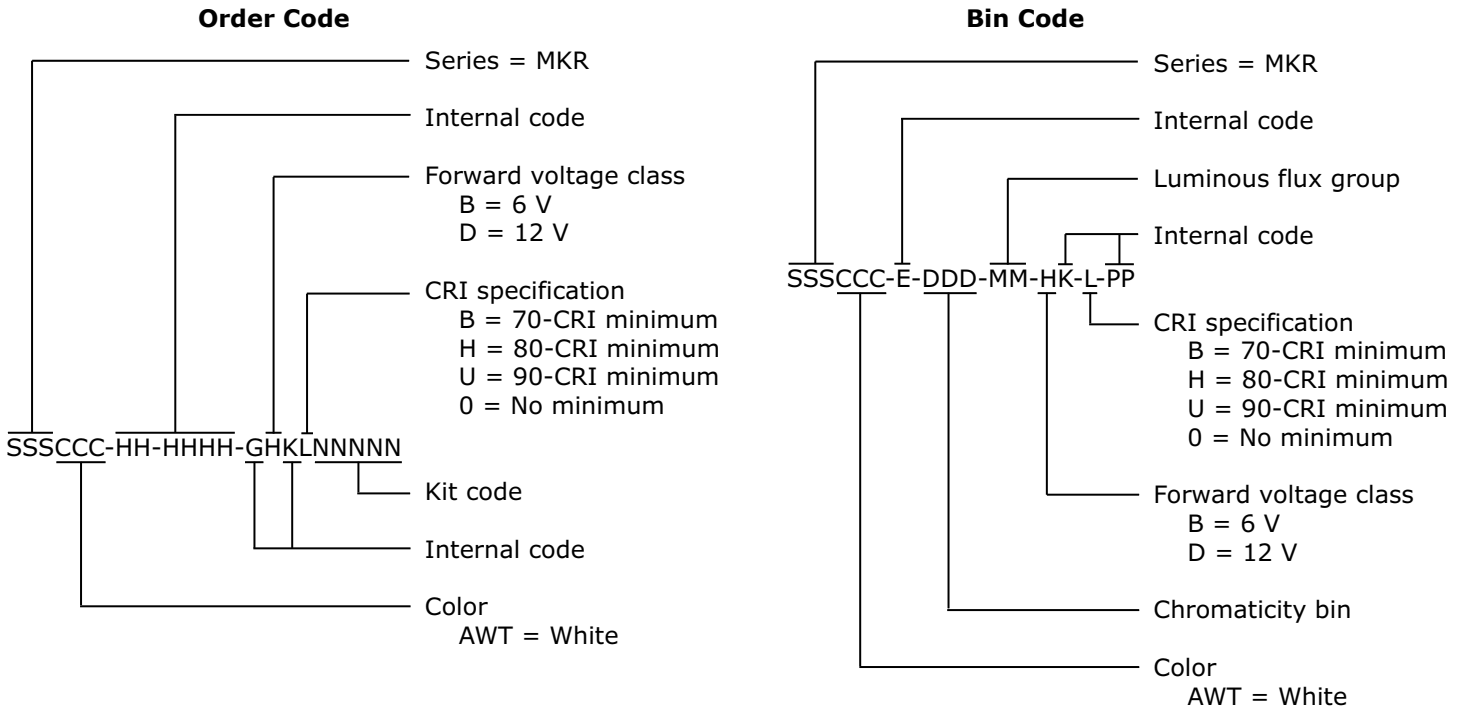 Order Code
Series = MKR
Internal code
Forward voltage class
B = 6 V
D = 12 V
CRI specification
B = 70-CRI minimum
H = 80-CRI minimum
U = 90-CRI minimum
0 = No minimum
SSSCCC-HH-HHHH-GHKLNNNNN
Kit code
Internal code
Color
AWT = White
Bin Code
Series = MKR
Internal code
Luminous flux group
Internal code
SSSCCC-E-DDD-MM-HK-L-PP
CRI specification
B = 70-CRI minimum
H = 80-CRI minimum
U = 90-CRI minimum
0 = No minimum
Forward voltage class
B = 6 V
D = 12 V
Chromaticity bin
Color
AWT = White